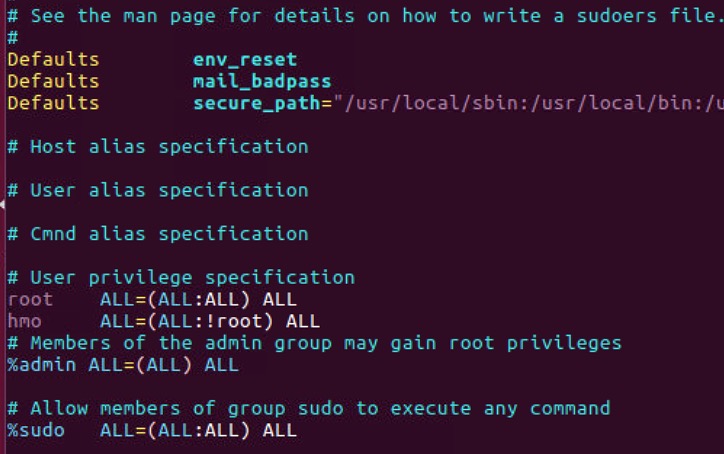 # See the man page for details on how to write a sudoers file.
#
Defaults env_reset
Defaults mail_badpass
Defaults secure_path="/usr/local/sbin:/usr/local/bin:/u
# Host alias specification
# User alias specification
# Cmnd alias specification
# User privilege specification
root ALL=(ALL:ALL) ALL
hmo ALL=(ALL:!root) ALL
# Members of the admin group may gain root privileges
%admin ALL=(ALL) ALL
# Allow members of group sudo to execute any command
%sudo ALL=(ALL:ALL) ALL